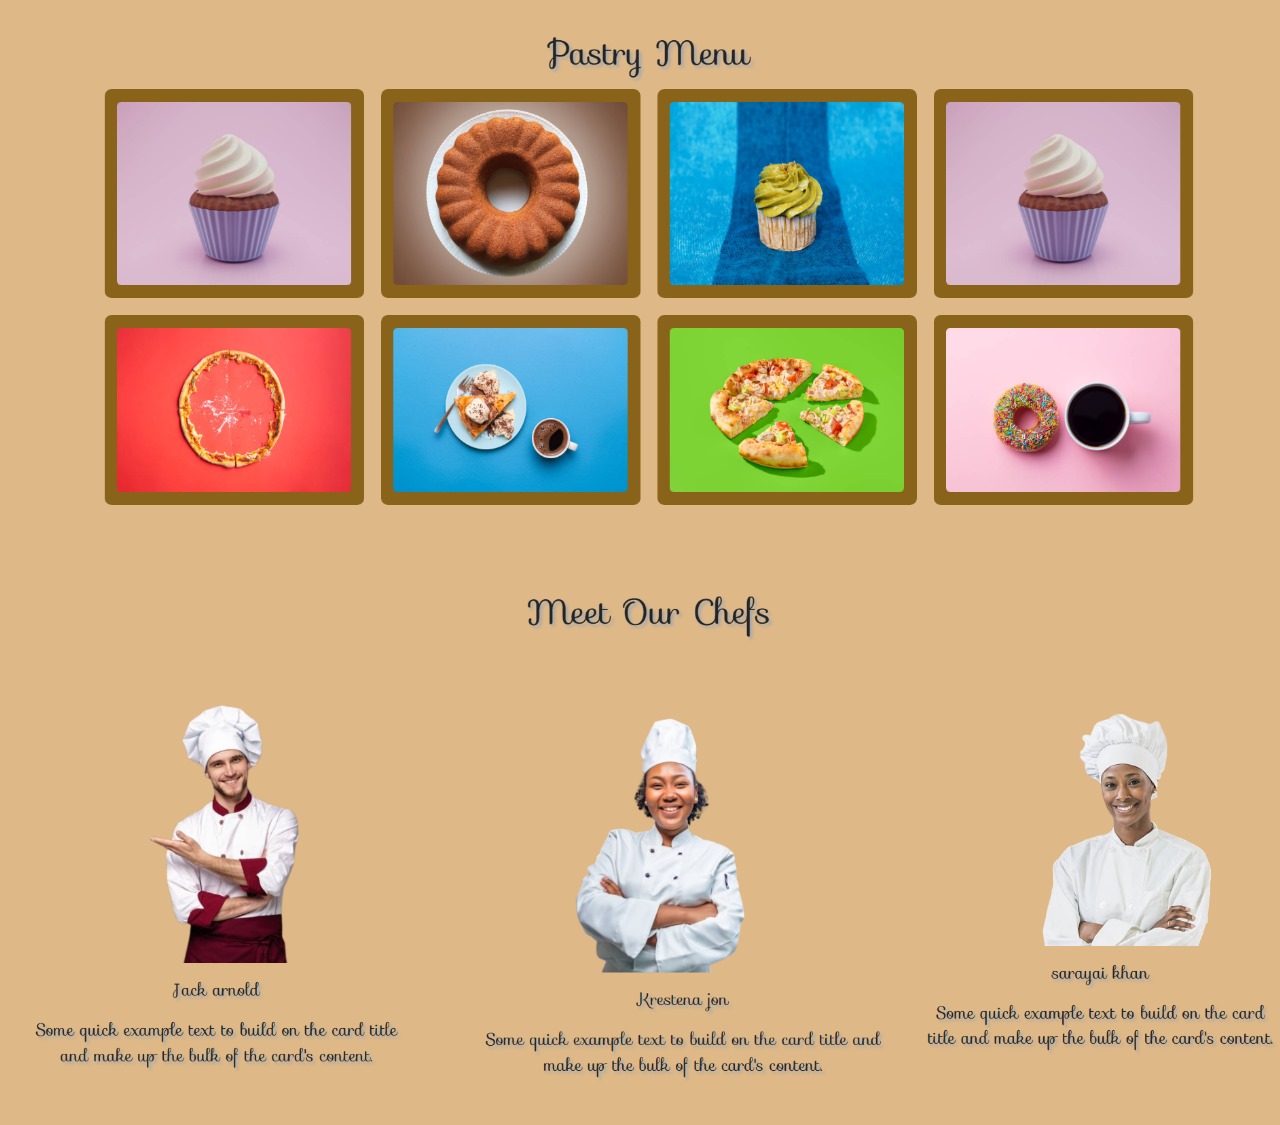 Pastry Menu
Meet Our Chefs
Jack arnold
Some quick example text to build on the card title
and make up the bulk of the card's content.
Krestena jon
Some quick example text to build on the card title and
make up the bulk of the card's content.
sarayai khan
Some quick example text to build on the card
title and make up the bulk of the card's content.